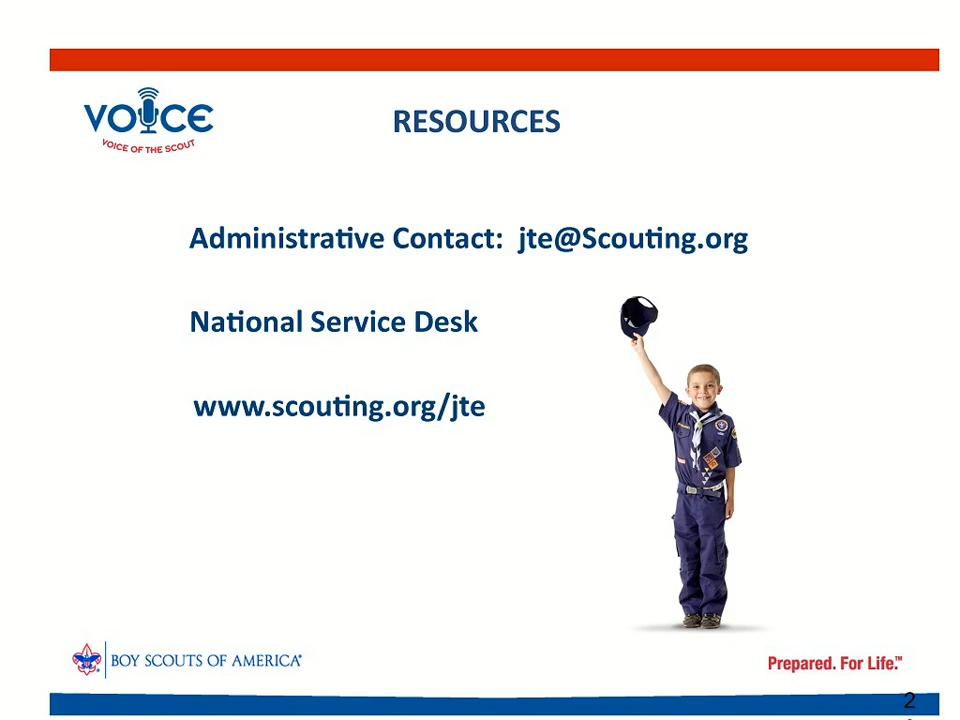 VOICE
VOICE OF THE SCOUT
RESOURCES
Administrative Contact: jte@Scouting.org
National Service Desk
www.scouting.org/jte
BOY SCOUTS OF AMERICA®
Prepared. For Life.™
2